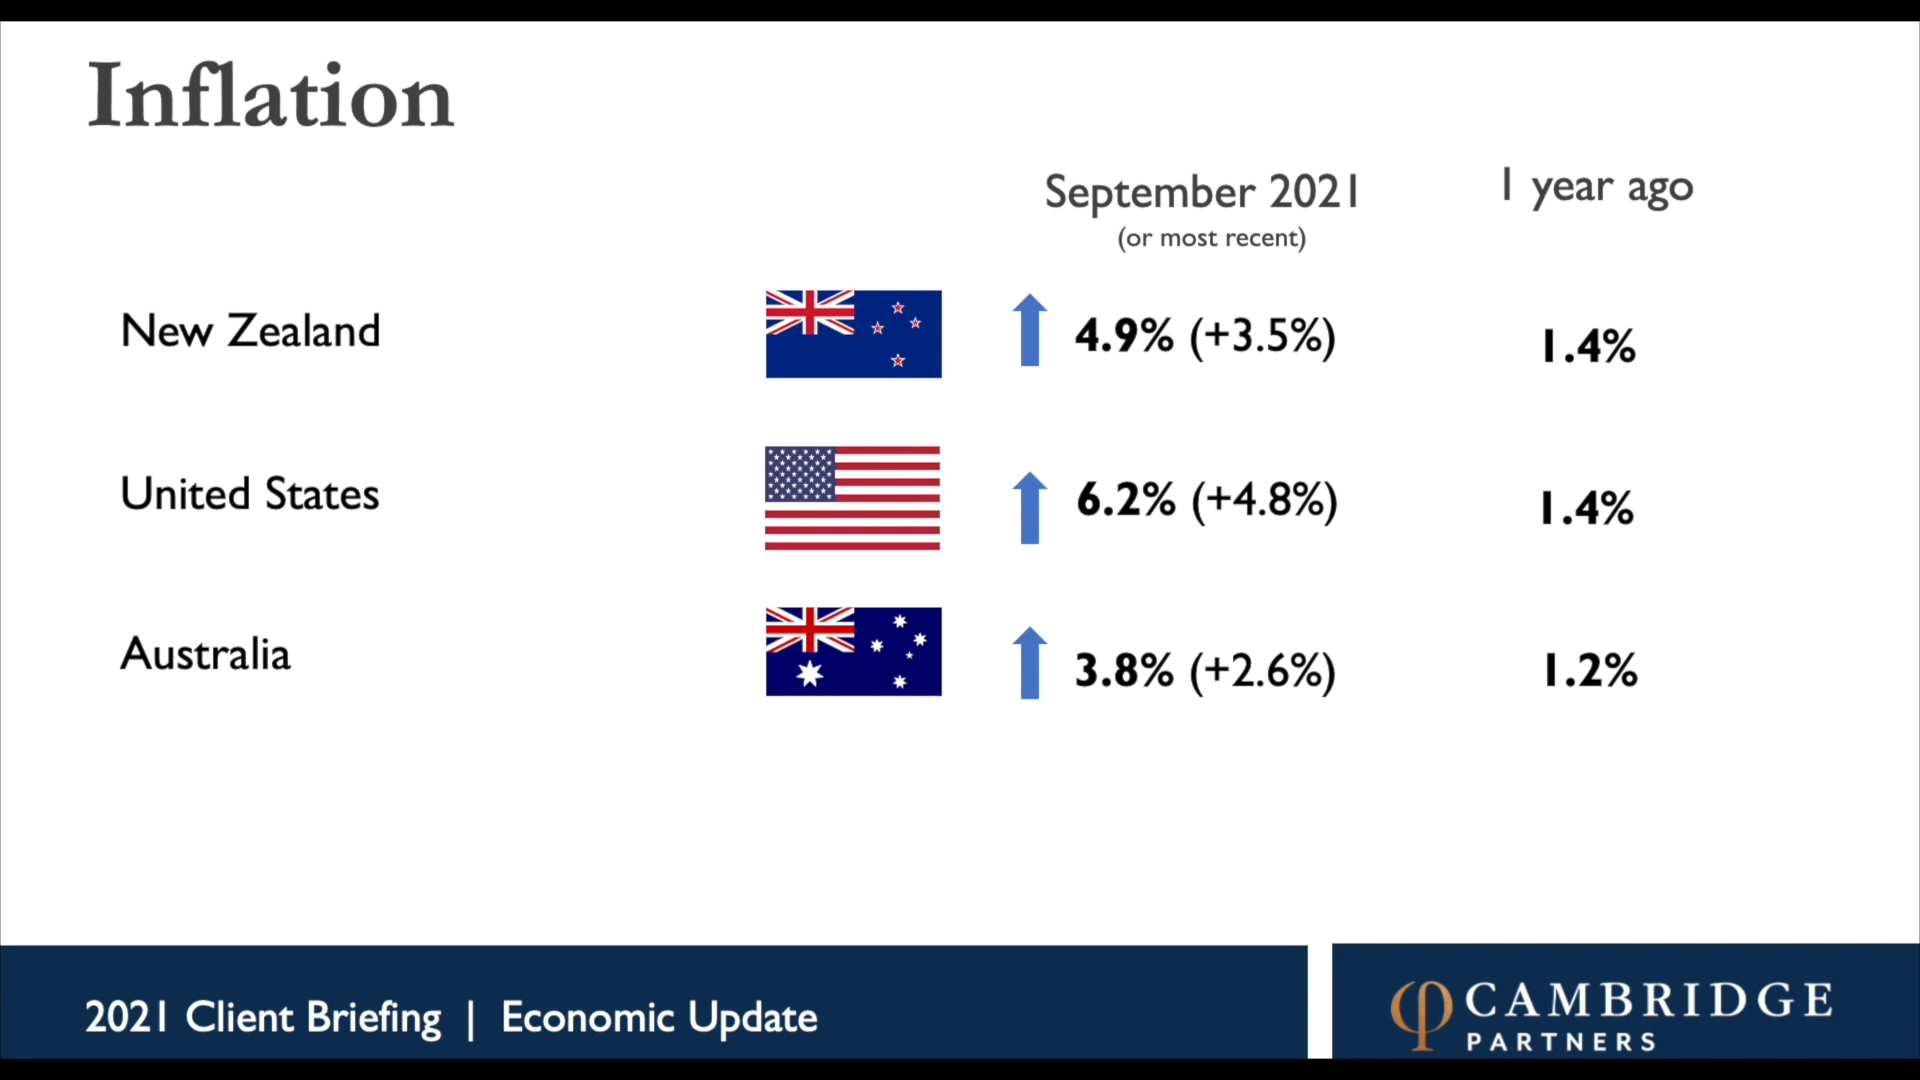 Inflation
September 2021
1 year ago
(or most recent)
New Zealand
4.9% (+3.5%)
1.4%
United States
6.2% (+4.8%)
1.4%
Australia
3.8% (+2.6%)
1.2%
2021 Client Briefing | Economic Update
CAMBRIDGE
PARTNERS